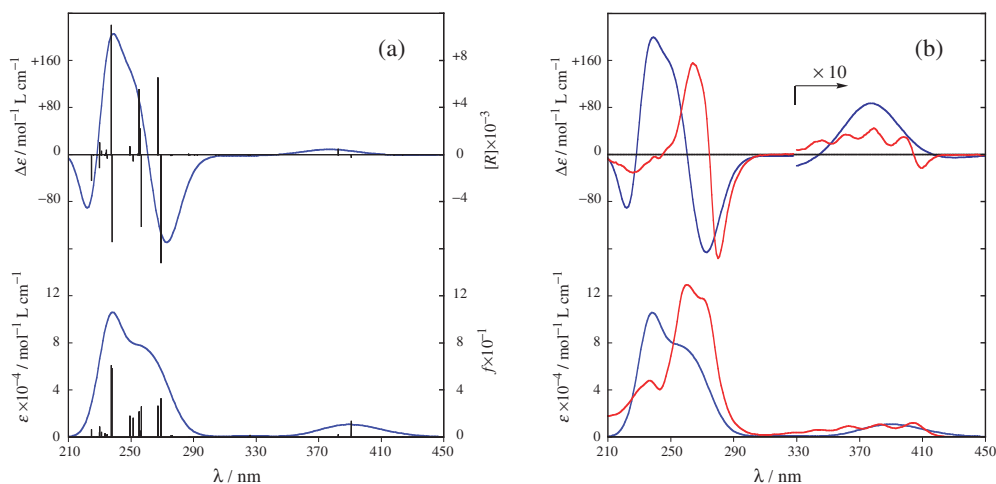 (a)
+160
+80
0
−80
Δε / mol⁻¹ L cm⁻¹
+8
+4
0
−4
[R]×10⁻³
12
8
4
0
ε ×10⁻⁴ / mol⁻¹ L cm⁻¹
12
8
4
0
f×10⁻¹
210 250 290 330 370 410 450
λ / nm
(b)
×10
+160
+80
0
−80
Δε / mol⁻¹ L cm⁻¹
12
8
4
0
ε ×10⁻⁴ / mol⁻¹ L cm⁻¹
210 250 290 330 370 410 450
λ / nm